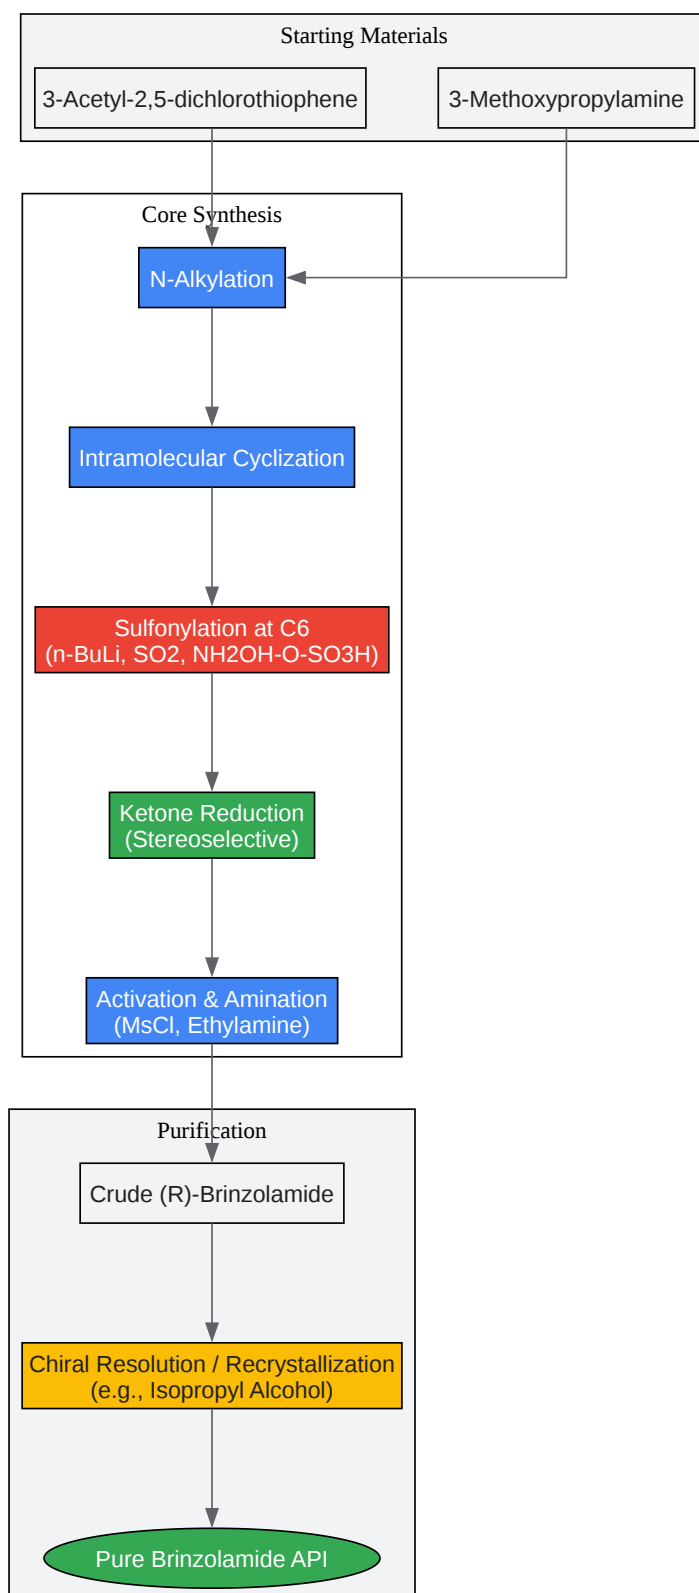 Starting Materials
3-Acetyl-2,5-dichlorothiophene
3-Methoxypropylamine
Core Synthesis
N-Alkylation
Intramolecular Cyclization
Sulfonylation at C6
(n-BuLi, SO2, NH2OH-O-SO3H)
Ketone Reduction
(Stereoselective)
Activation & Amination
(MsCl, Ethylamine)
Purification
Crude (R)-Brinzolamide
Chiral Resolution / Recrystallization
(e.g., Isopropyl Alcohol)
Pure Brinzolamide API